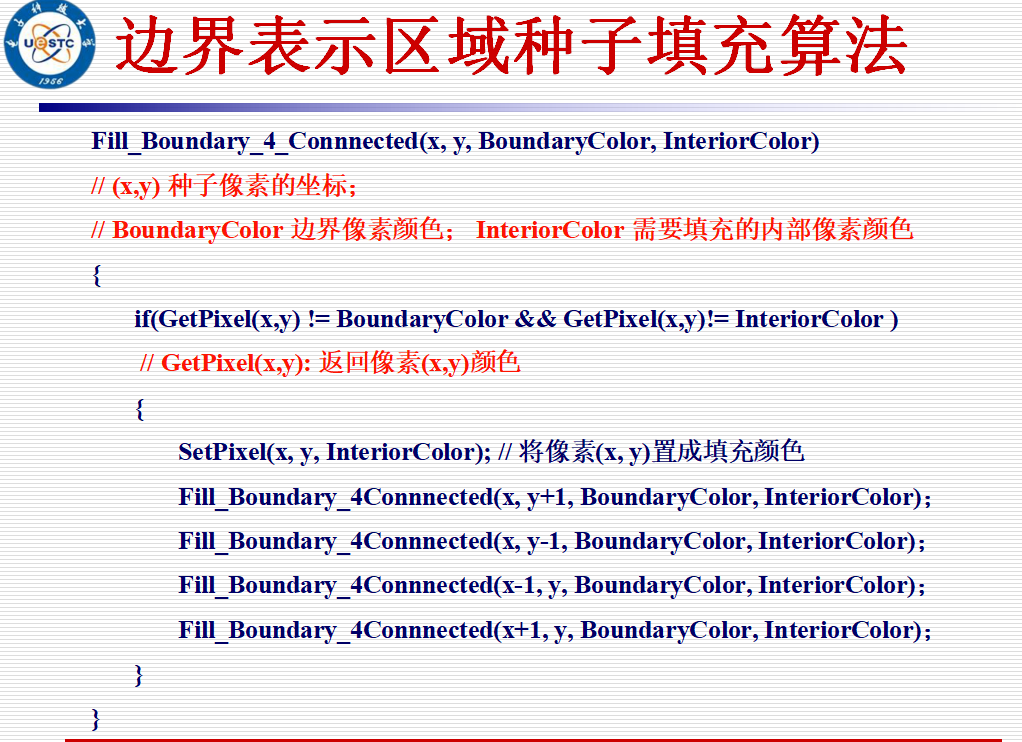 UESTC
1956
边界表示区域种子填充算法
Fill_Boundary_4_Connnected(x, y, BoundaryColor, InteriorColor)
// (x,y) 种子像素的坐标；
// BoundaryColor 边界像素颜色； InteriorColor 需要填充的内部像素颜色
{
if(GetPixel(x,y) != BoundaryColor && GetPixel(x,y)!= InteriorColor )
// GetPixel(x,y): 返回像素(x,y)颜色
{
SetPixel(x, y, InteriorColor); // 将像素(x, y)置成填充颜色
Fill_Boundary_4Connnected(x, y+1, BoundaryColor, InteriorColor)；
Fill_Boundary_4Connnected(x, y-1, BoundaryColor, InteriorColor)；
Fill_Boundary_4Connnected(x-1, y, BoundaryColor, InteriorColor)；
Fill_Boundary_4Connnected(x+1, y, BoundaryColor, InteriorColor)；
}
}